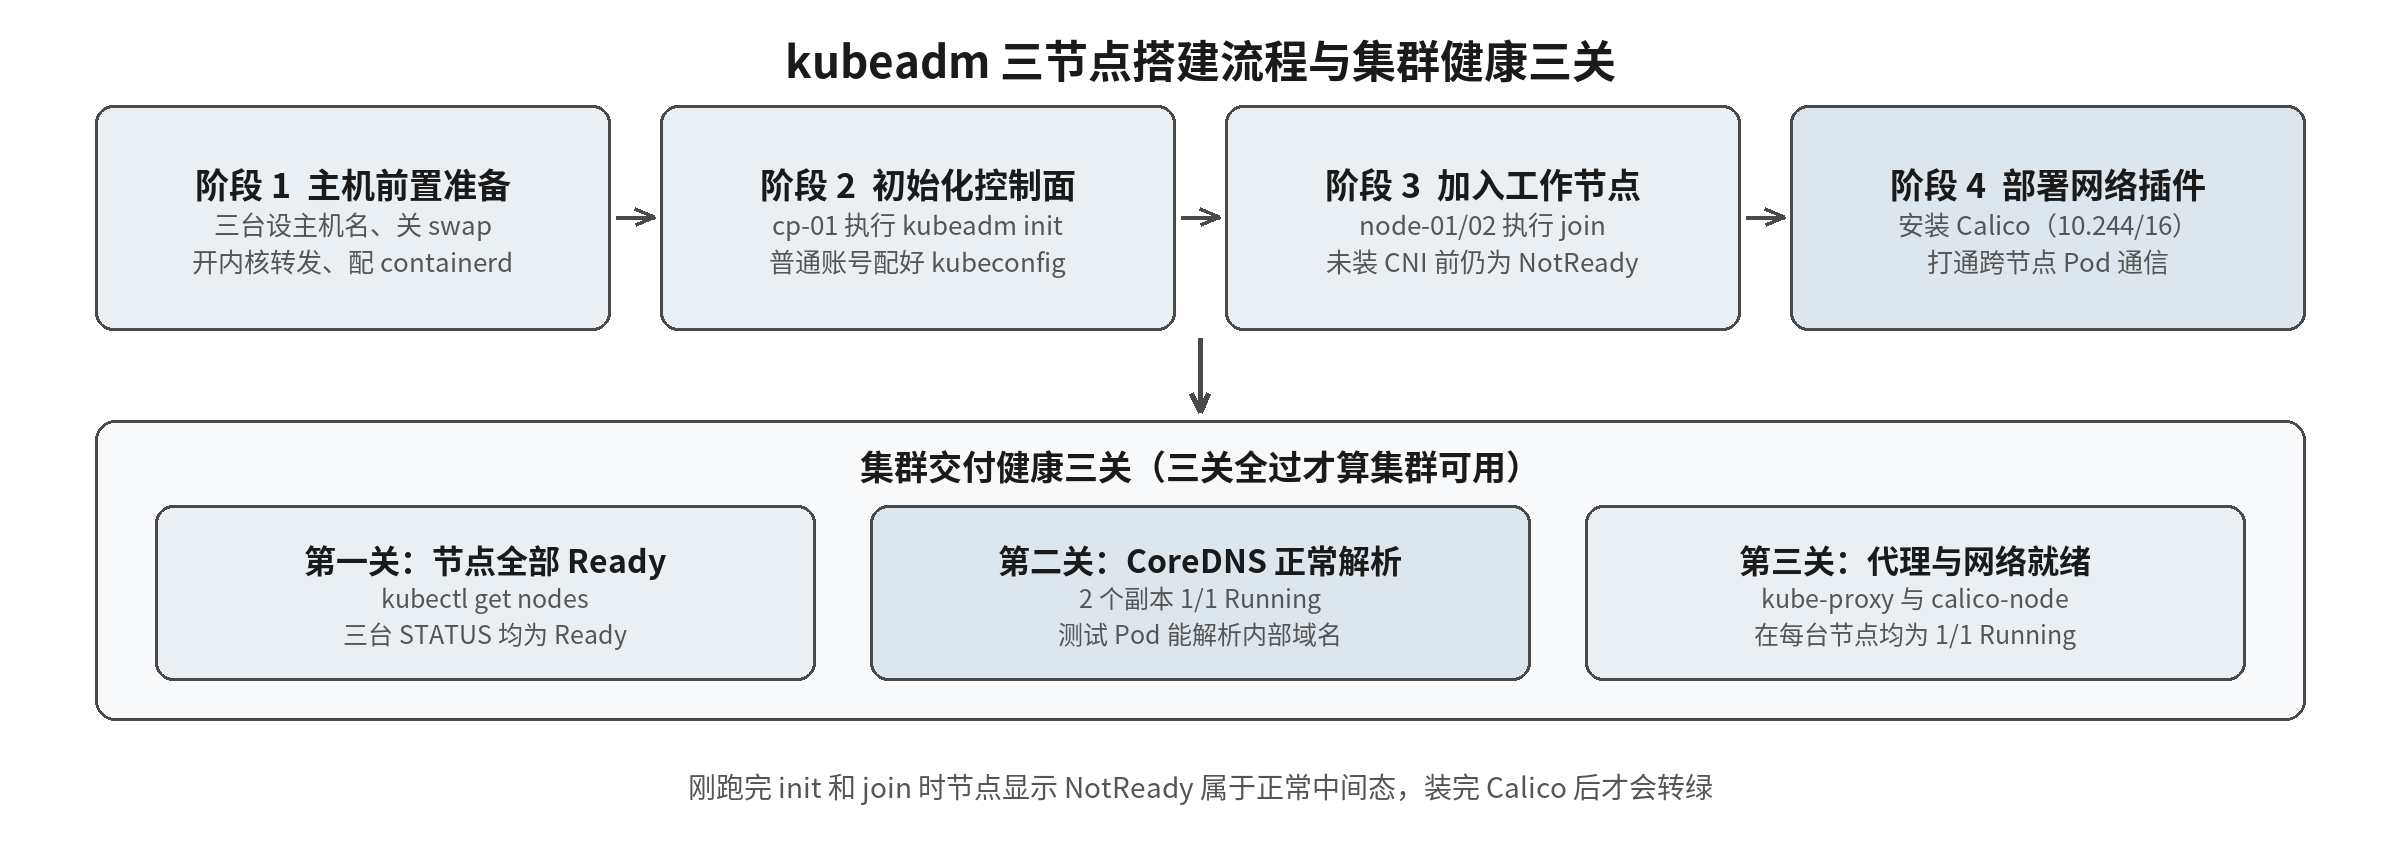 kubeadm 三节点搭建流程与集群健康三关
阶段 1 主机前置准备
三台设主机名、关 swap
开内核转发、配 containerd
阶段 2 初始化控制面
cp-01 执行 kubeadm init
普通账号配好 kubeconfig
阶段 3 加入工作节点
node-01/02 执行 join
未装 CNI 前仍为 NotReady
阶段 4 部署网络插件
安装 Calico（10.244/16）
打通跨节点 Pod 通信
集群交付健康三关（三关全过才算集群可用）
第一关：节点全部 Ready
kubectl get nodes
三台 STATUS 均为 Ready
第二关：CoreDNS 正常解析
2 个副本 1/1 Running
测试 Pod 能解析内部域名
第三关：代理与网络就绪
kube-proxy 与 calico-node
在每台节点均为 1/1 Running
刚跑完 init 和 join 时节点显示 NotReady 属于正常中间态，装完 Calico 后才会转绿